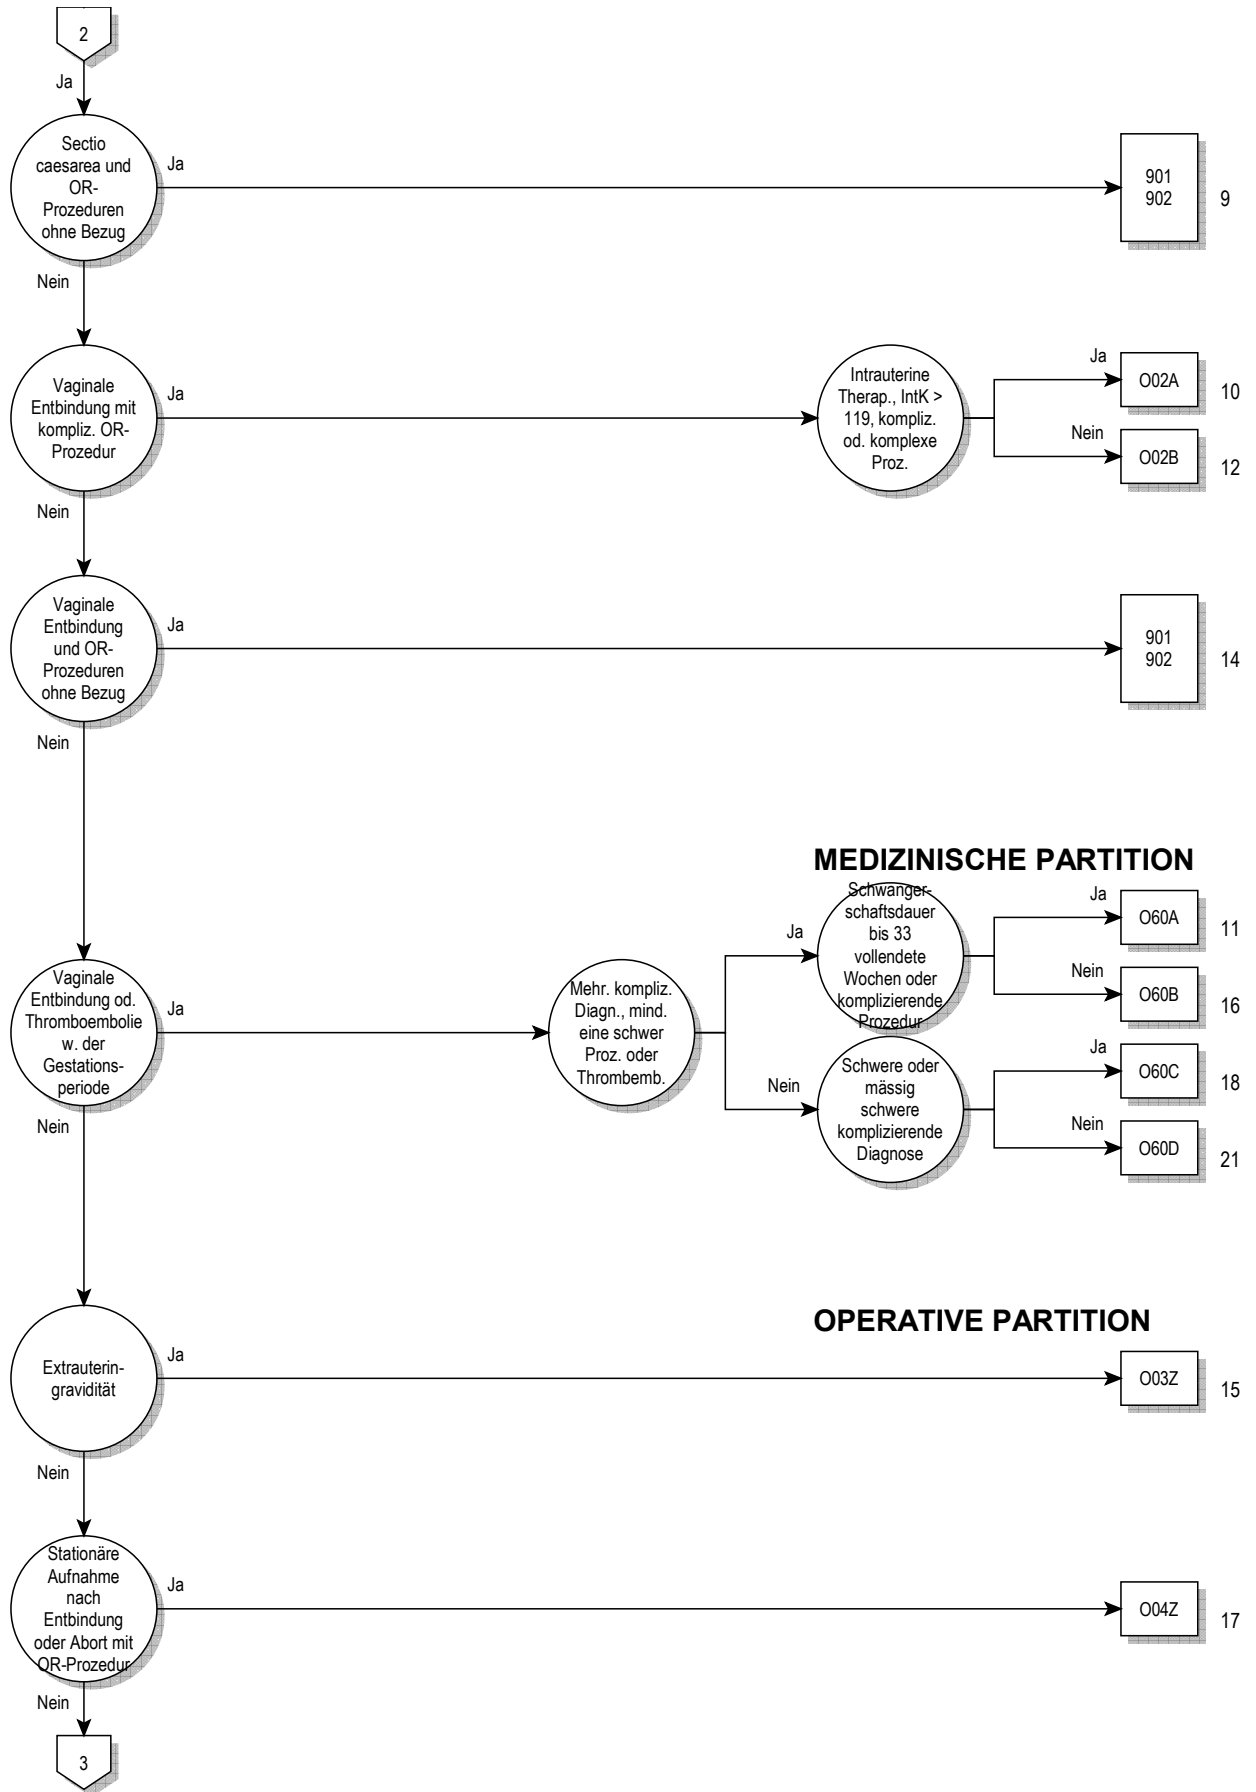 2
Ja
Sectio
caesarea und
OR-
Prozeduren
ohne Bezug
Ja
901
902
9
Nein
Vaginale
Entbindung mit
kompliz. OR-
Prozedur
Ja
Intrauterine
Therap., IntK >
119, kompliz.
od. komplexe
Proz.
Ja
O02A
10
Nein
O02B
12
Nein
Vaginale
Entbindung
und OR-
Prozeduren
ohne Bezug
Ja
901
902
14
Nein
MEDIZINISCHE PARTITION
Vaginale
Entbindung od.
Thromboembolie
w. der
Gestations-
periode
Ja
Mehr. kompliz.
Diagn., mind.
eine schwer
Proz. oder
Thrombemb.
Ja
Schwanger-
schaftsdauer
bis 33
vollendete
Wochen oder
komplizierende
Prozedur
Ja
O60A
11
Nein
O60B
16
Nein
Schwere oder
mässig
schwere
komplizierende
Diagnose
Ja
O60C
18
Nein
O60D
21
Nein
OPERATIVE PARTITION
Extrauterin-
gravidität
Ja
O03Z
15
Nein
Stationäre
Aufnahme
nach
Entbindung
oder Abort mit
OR-Prozedur
Ja
O04Z
17
Nein
3